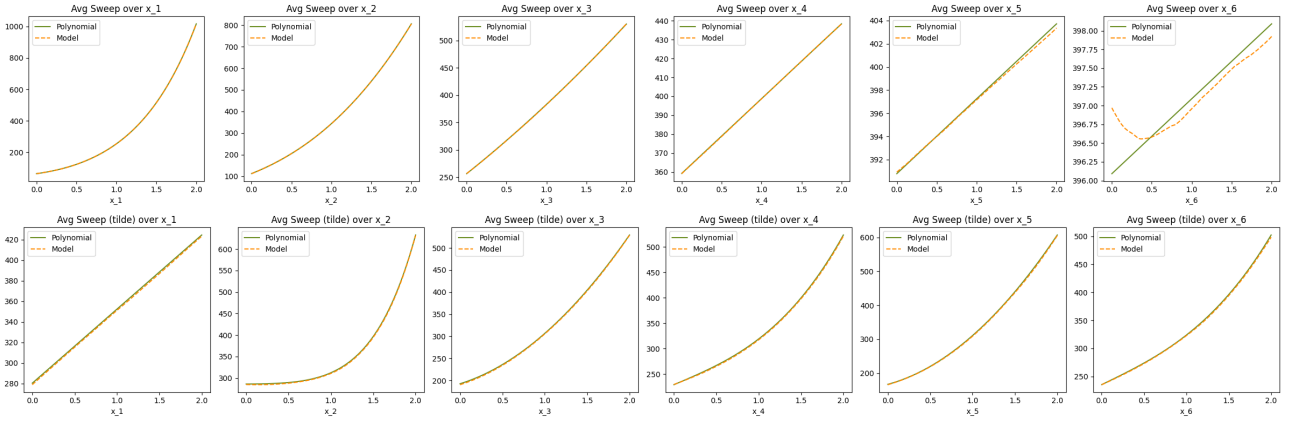 Avg Sweep over x_1
Polynomial
Model
1000
800
600
400
200
0.0 0.5 1.0 1.5 2.0
x_1
Avg Sweep over x_2
Polynomial
Model
800
700
600
500
400
300
200
100
0.0 0.5 1.0 1.5 2.0
x_2
Avg Sweep over x_3
Polynomial
Model
550
500
450
400
350
300
250
0.0 0.5 1.0 1.5 2.0
x_3
Avg Sweep over x_4
Polynomial
Model
440
430
420
410
400
390
380
370
360
0.0 0.5 1.0 1.5 2.0
x_4
Avg Sweep over x_5
Polynomial
Model
404
402
400
398
396
394
392
0.0 0.5 1.0 1.5 2.0
x_5
Avg Sweep over x_6
Polynomial
Model
398.00
397.75
397.50
397.25
397.00
396.75
396.50
396.25
396.00
0.0 0.5 1.0 1.5 2.0
x_6
Avg Sweep (tilde) over x_1
Polynomial
Model
420
400
380
360
340
320
300
280
0.0 0.5 1.0 1.5 2.0
x_1
Avg Sweep (tilde) over x_2
Polynomial
Model
600
550
500
450
400
350
300
0.0 0.5 1.0 1.5 2.0
x_2
Avg Sweep (tilde) over x_3
Polynomial
Model
500
450
400
350
300
250
200
0.0 0.5 1.0 1.5 2.0
x_3
Avg Sweep (tilde) over x_4
Polynomial
Model
500
450
400
350
300
250
0.0 0.5 1.0 1.5 2.0
x_4
Avg Sweep (tilde) over x_5
Polynomial
Model
600
500
400
300
200
0.0 0.5 1.0 1.5 2.0
x_5
Avg Sweep (tilde) over x_6
Polynomial
Model
500
450
400
350
300
250
0.0 0.5 1.0 1.5 2.0
x_6